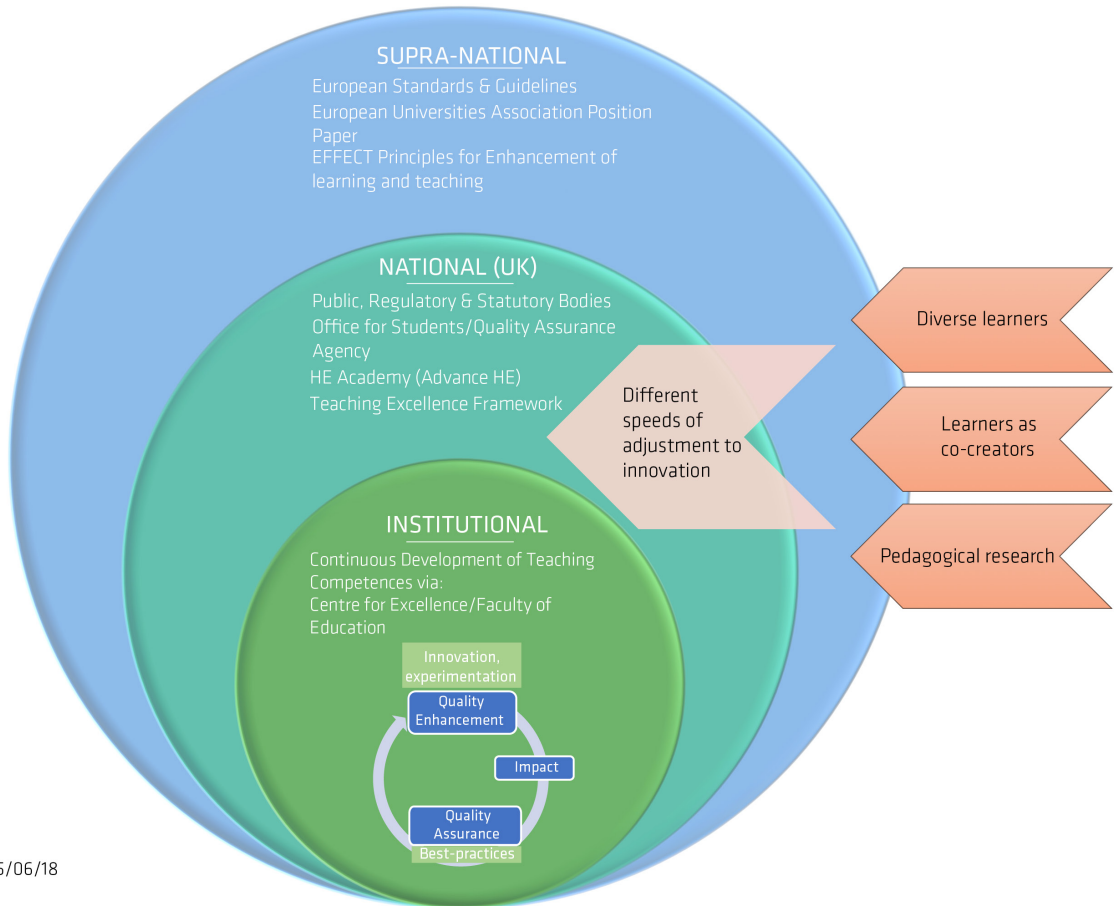 SUPRA-NATIONAL
European Standards & Guidelines
European Universities Association Position
Paper
EFFECT Principles for Enhancement of
learning and teaching
NATIONAL (UK)
Public, Regulatory & Statutory Bodies
Office for Students/Quality Assurance
Agency
HE Academy (Advance HE)
Teaching Excellence Framework
Different
speeds of
adjustment to
innovation
Diverse learners
Learners as
co-creators
Pedagogical research
INSTITUTIONAL
Continuous Development of Teaching
Competences via:
Centre for Excellence/Faculty of
Education
Innovation,
experimentation
Quality
Enhancement
Impact
Quality
Assurance
Best-practices
/06/18